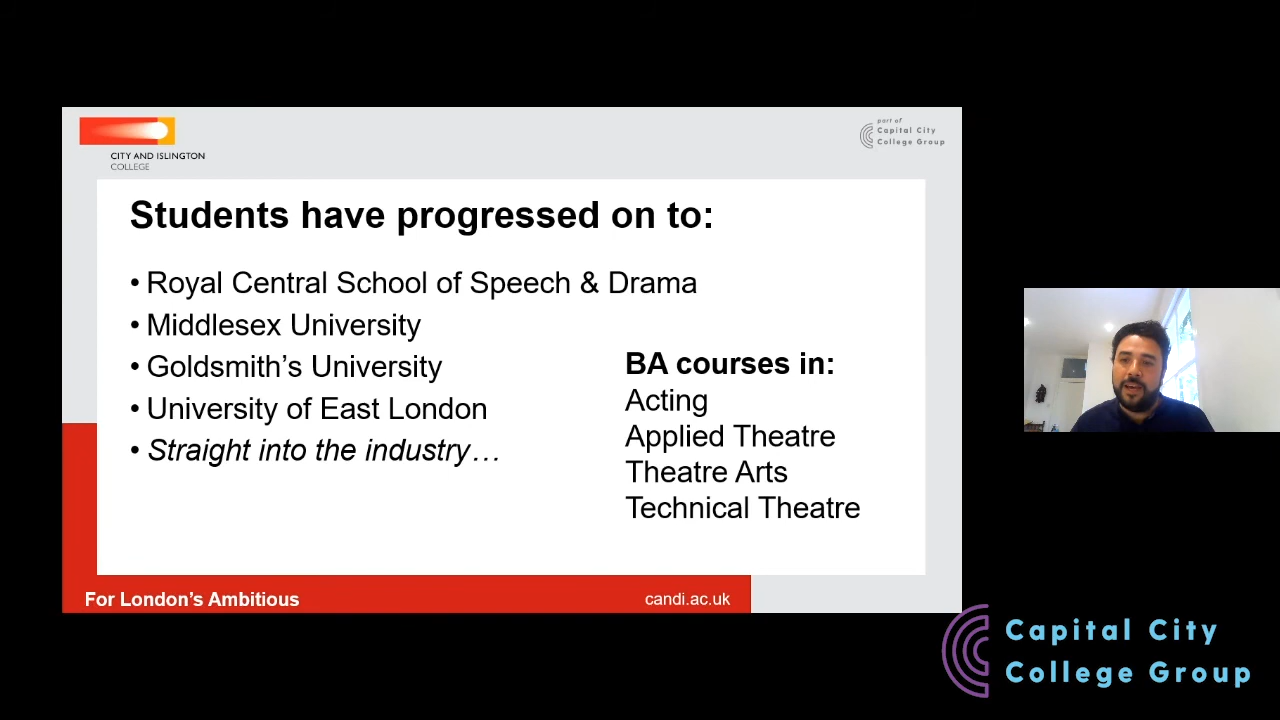 CITY AND ISLINGTON
COLLEGE
part of
Capital City
College Group
Students have progressed on to:
• Royal Central School of Speech & Drama
• Middlesex University
• Goldsmith’s University
• University of East London
• Straight into the industry…
BA courses in:
Acting
Applied Theatre
Theatre Arts
Technical Theatre
For London’s Ambitious
candi.ac.uk
Capital City
College Group